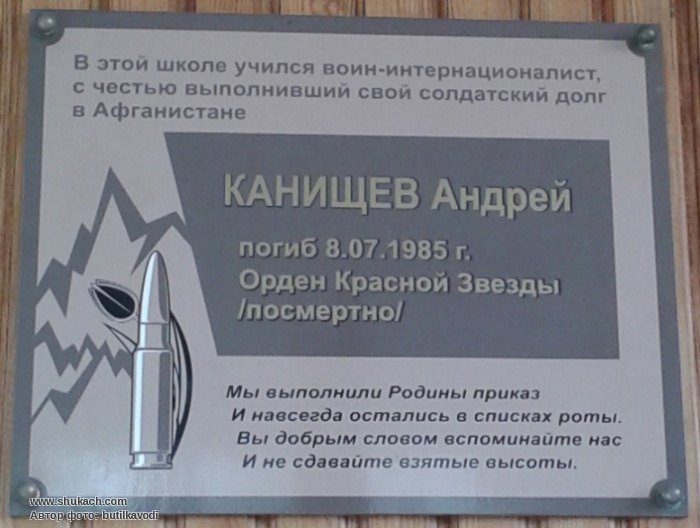 В этой школе учился воин-интернационалист,
с честью выполнивший свой солдатский долг
в Афганистане
КАНИЩЕВ Андрей
погиб 8.07.1985 г.
Орден Красной Звезды
/посмертно/
Мы выполнили Родины приказ
И навсегда остались в списках роты.
Вы добрым словом вспоминайте нас
И не сдавайте взятые высоты.
www.shukach.com
Автор фото: butilkavodi